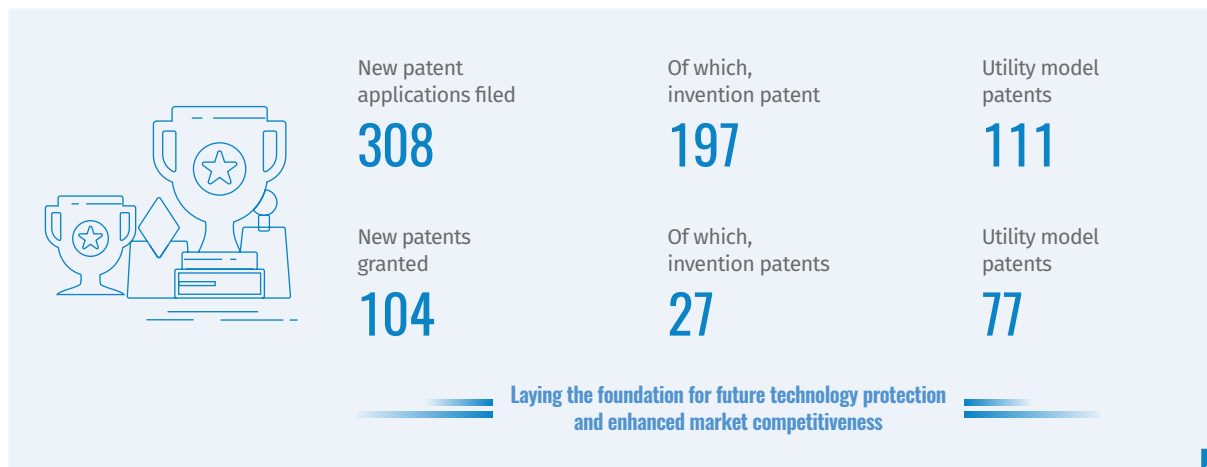 New patent
applications filed
308
Of which,
invention patent
197
Utility model
patents
111
New patents
granted
104
Of which,
invention patents
27
Utility model
patents
77
Laying the foundation for future technology protection
and enhanced market competitiveness